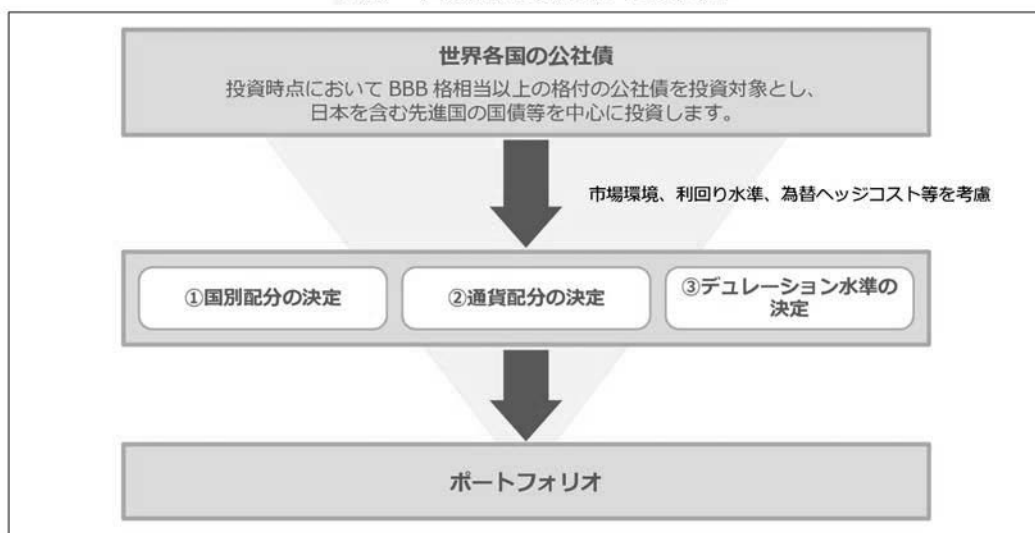 世界各国の公社債
投資時点において BBB 格相当以上の格付の公社債を投資対象とし、
日本を含む先進国の国債等を中心に投資します。
市場環境、利回り水準、為替ヘッジコスト等を考慮
①国別配分の決定
②通貨配分の決定
③デュレーション水準の
決定
ポートフォリオ